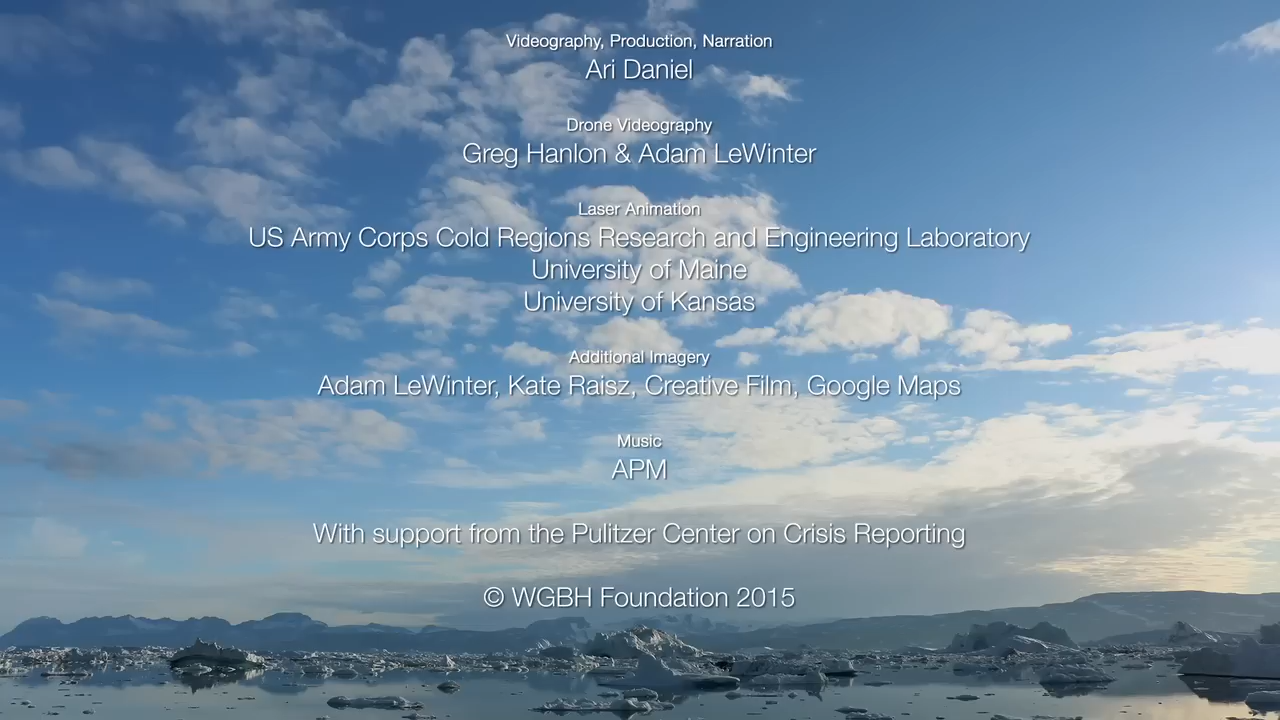 Videography, Production, Narration
Ari Daniel
Drone Videography
Greg Hanlon & Adam LeWinter
Laser Animation
US Army Corps Cold Regions Research and Engineering Laboratory
University of Maine
University of Kansas
Additional Imagery
Adam LeWinter, Kate Raisz, Creative Film, Google Maps
Music
APM
With support from the Pulitzer Center on Crisis Reporting
© WGBH Foundation 2015